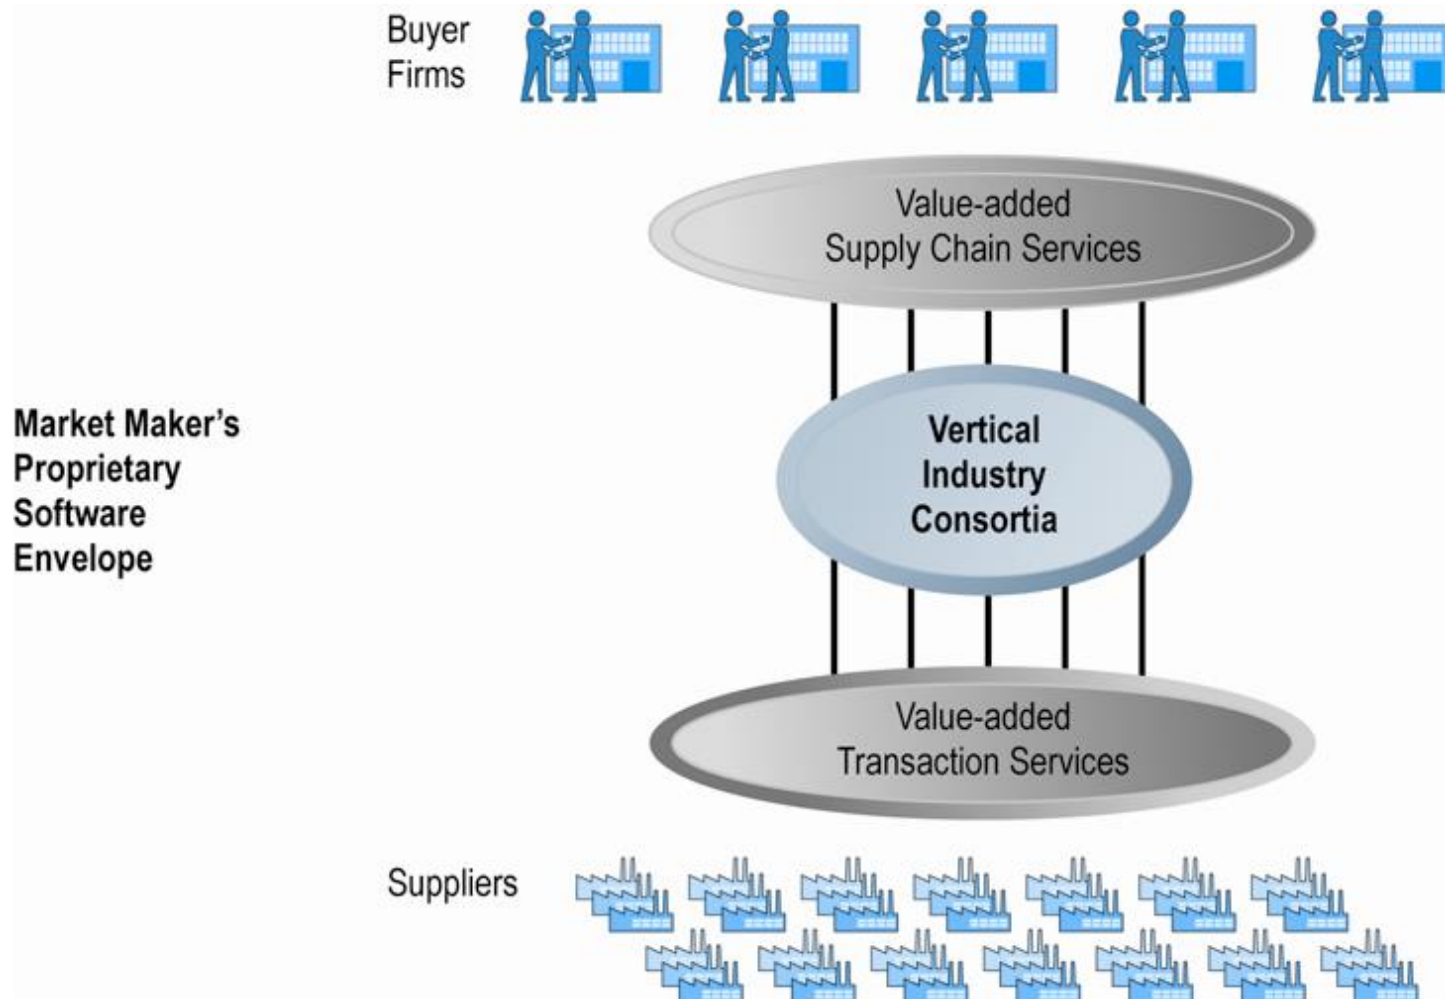 Buyer
Firms
Value-added
Supply Chain Services
Market Maker’s
Proprietary
Software
Envelope
Vertical
Industry
Consortia
Value-added
Transaction Services
Suppliers